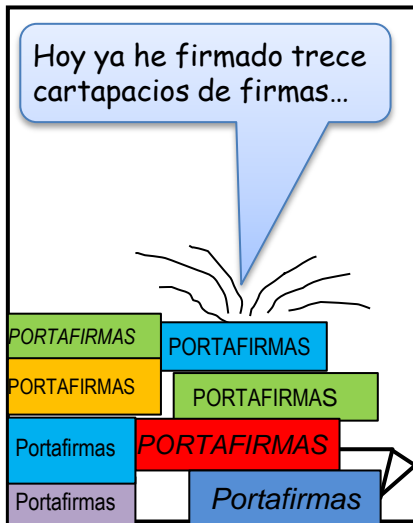 Hoy ya he firmado trece
cartapacios de firmas...
PORTAFIRMAS
PORTAFIRMAS
PORTAFIRMAS
PORTAFIRMAS
Portafirmas
PORTAFIRMAS
Portafirmas
Portafirmas